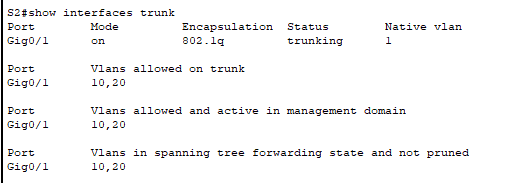 S2#show interfaces trunk
Port Mode Encapsulation Status Native vlan
Gig0/1 on 802.1q trunking 1
Port Vlans allowed on trunk
Gig0/1 10,20
Port Vlans allowed and active in management domain
Gig0/1 10,20
Port Vlans in spanning tree forwarding state and not pruned
Gig0/1 10,20